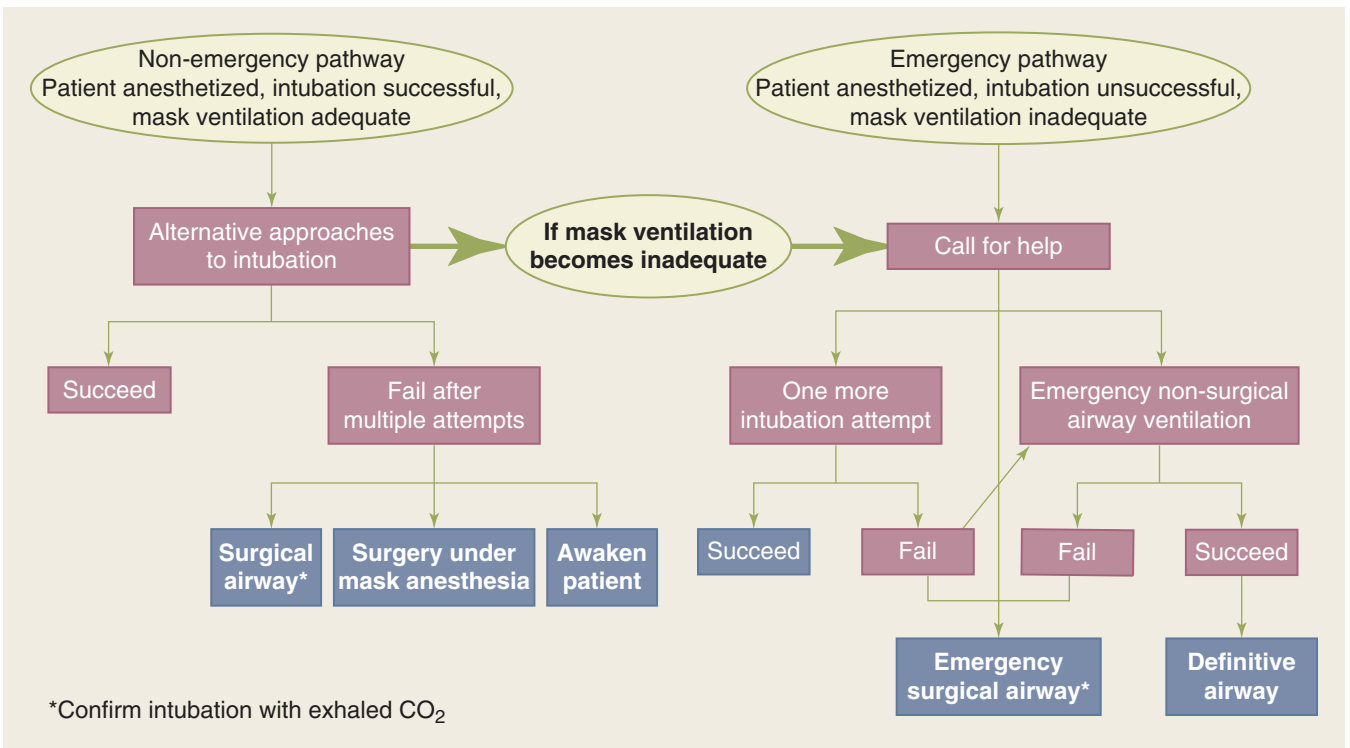 Non-emergency pathway
Patient anesthetized, intubation successful,
mask ventilation adequate
Emergency pathway
Patient anesthetized, intubation unsuccessful,
mask ventilation inadequate
Alternative approaches
to intubation
If mask ventilation
becomes inadequate
Call for help
Succeed
Fail after
multiple attempts
One more
intubation attempt
Emergency non-surgical
airway ventilation
Surgical
airway*
Surgery under
mask anesthesia
Awaken
patient
Succeed
Fail
Fail
Succeed
Emergency
surgical airway*
Definitive
airway
*Confirm intubation with exhaled CO₂